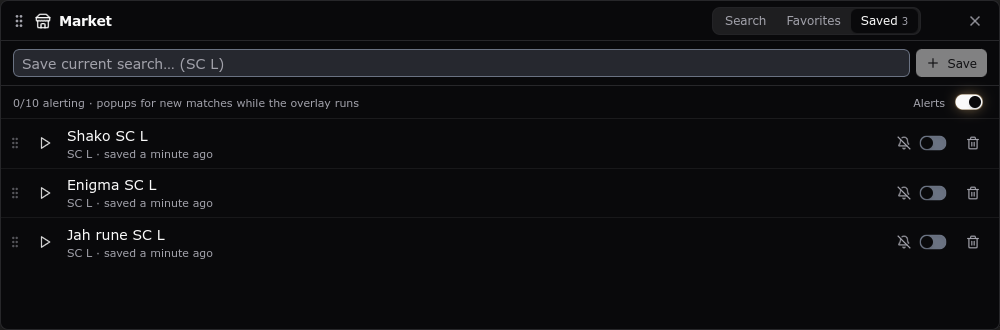 Market
Search Favorites Saved 3
Save current search... (SC L)
+ Save
0/10 alerting · popups for new matches while the overlay runs
Alerts
Shako SC L
SC L · saved a minute ago
Enigma SC L
SC L · saved a minute ago
Jah rune SC L
SC L · saved a minute ago